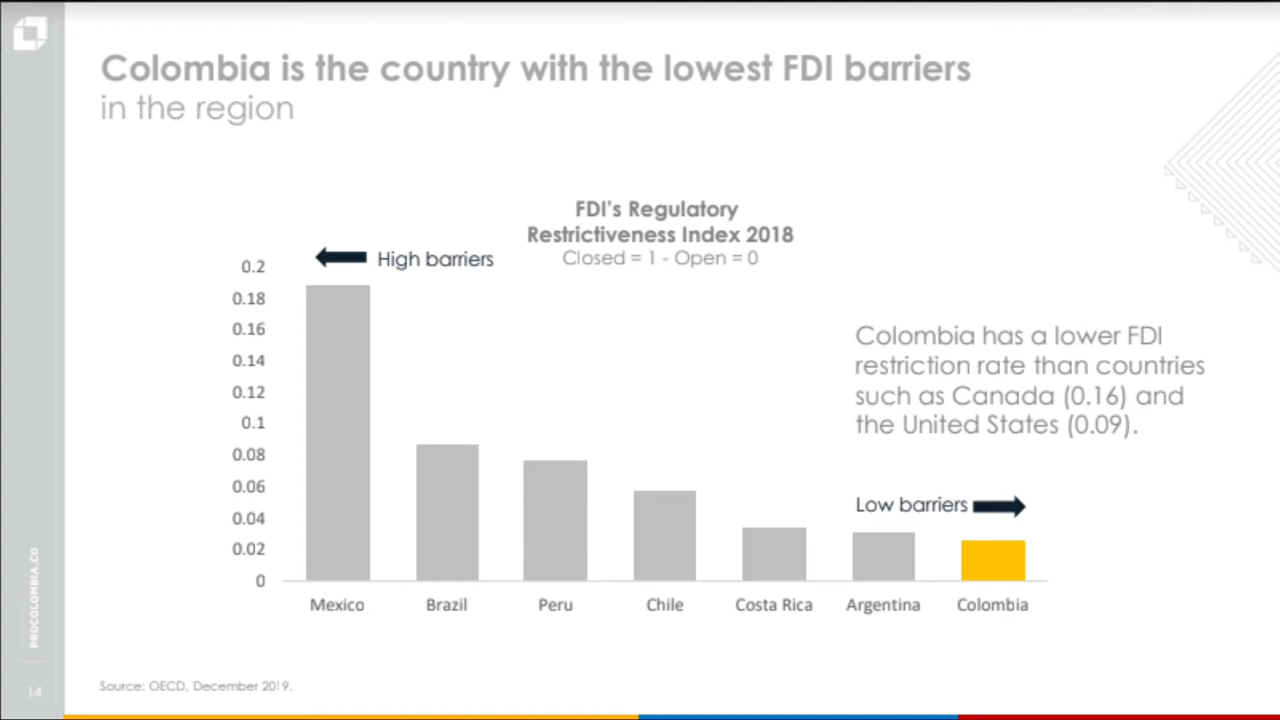 Colombia is the country with the lowest FDI barriers
in the region
FDI's Regulatory
Restrictiveness Index 2018
Closed = 1 - Open = 0
High barriers
0.2
0.18
0.16
0.14
0.12
0.1
0.08
0.06
0.04
0.02
0
Colombia has a lower FDI
restriction rate than countries
such as Canada (0.16) and
the United States (0.09).
Low barriers
Mexico
Brazil
Peru
Chile
Costa Rica
Argentina
Colombia
PROCOLOMBIA.CO
14
Source: OECD, December 2019.